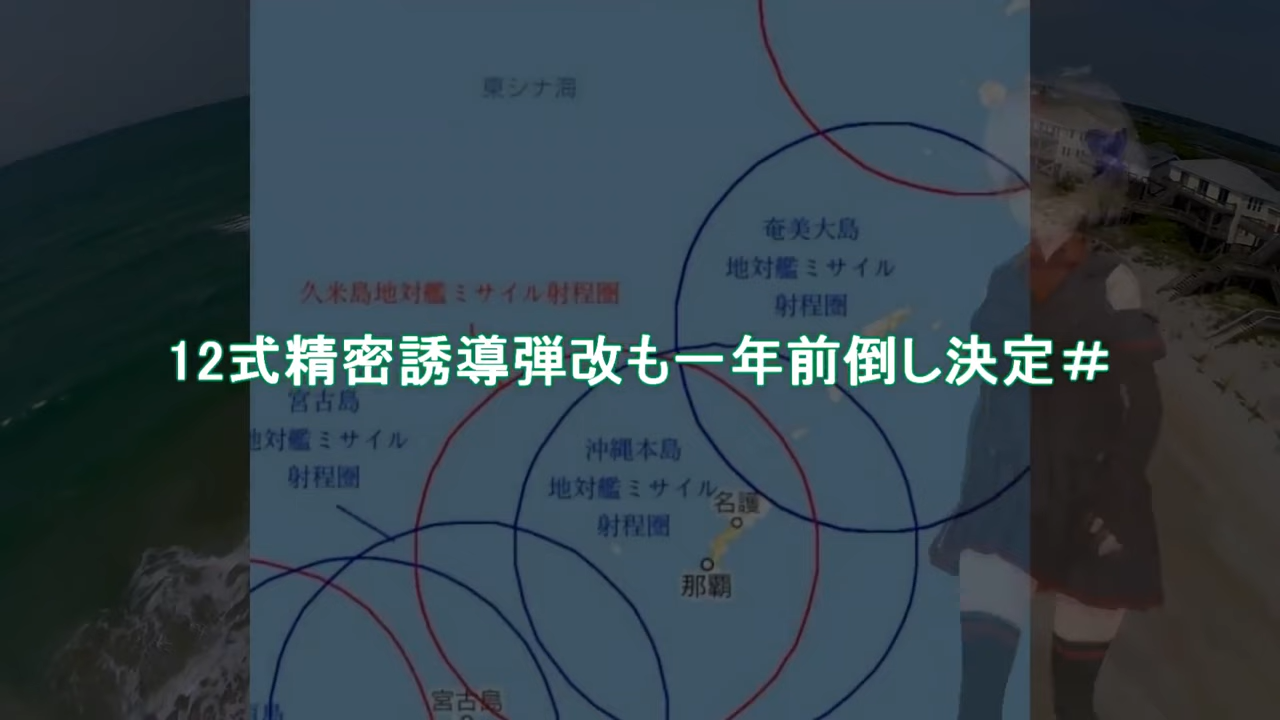 東シナ海
奄美大島
地対艦ミサイル
射程圏
久米島地対艦ミサイル射程圏
12式精密誘導弾改も一年前倒し決定＃
宮古島
地対艦ミサイル
射程圏
沖縄本島
地対艦ミサイル
射程圏
名護
那覇
宮古島